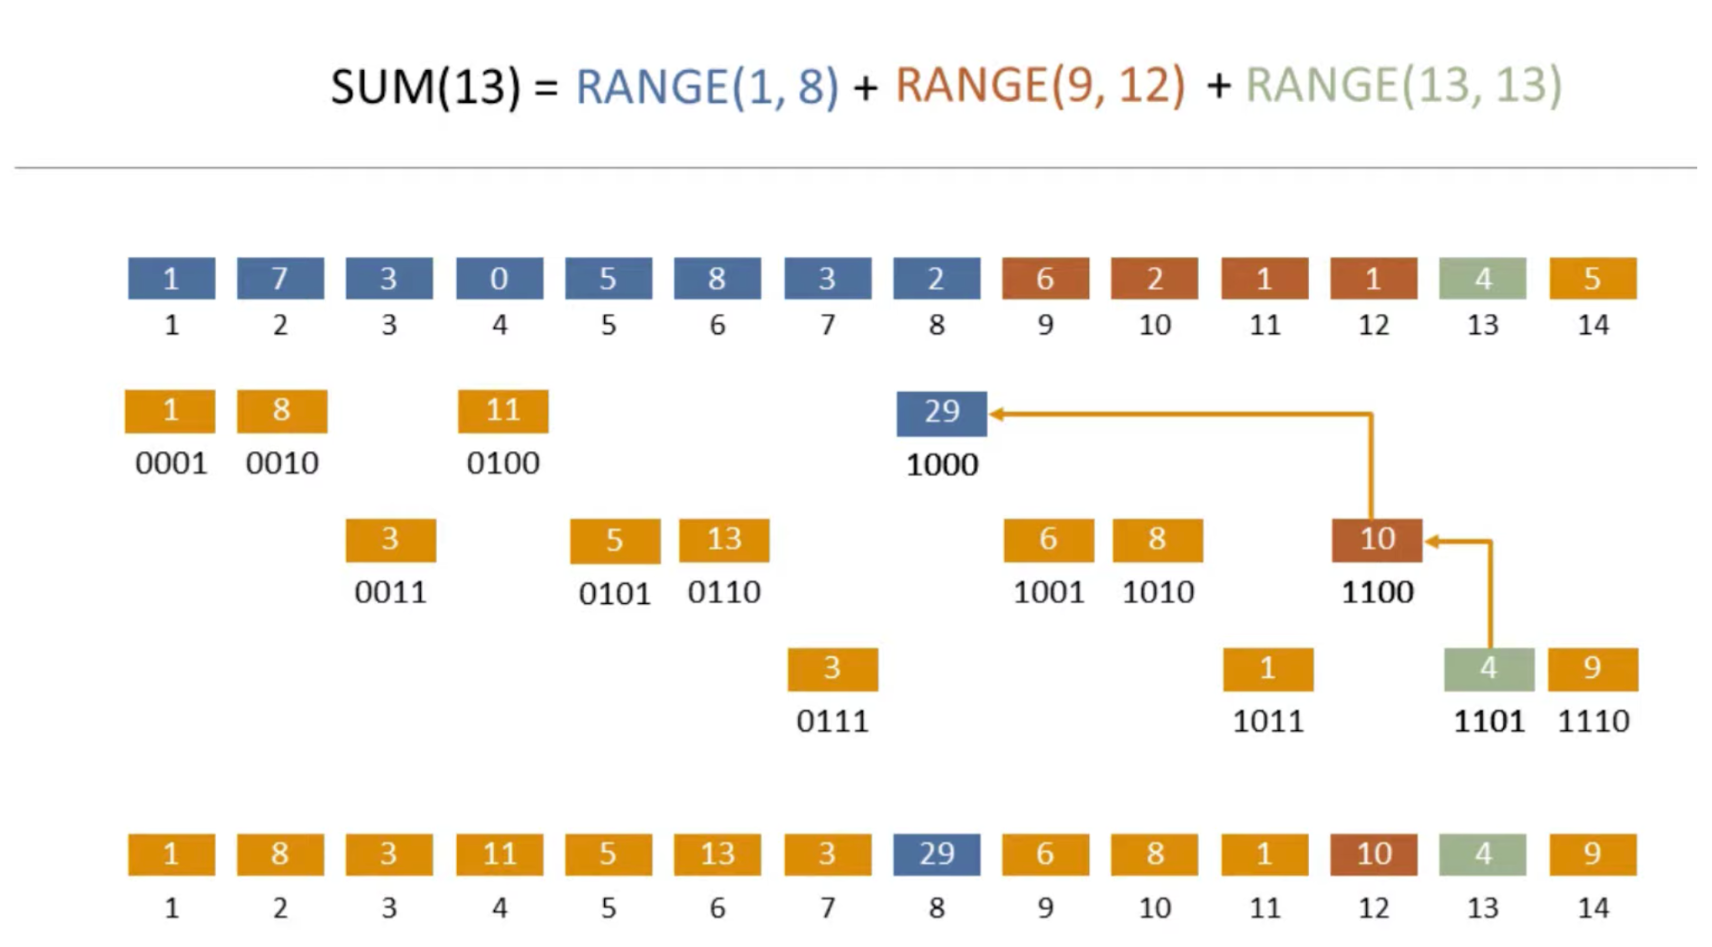 SUM(13) = RANGE(1, 8) + RANGE(9, 12) + RANGE(13, 13)
1 7 3 0 5 8 3 2 6 2 1 1 4 5
1 2 3 4 5 6 7 8 9 10 11 12 13 14
1 8 11 29
0001 0010 0100 1000
3 5 13 6 8 10
0011 0101 0110 1001 1010 1100
3 1 4 9
0111 1011 1101 1110
1 8 3 11 5 13 3 29 6 8 1 10 4 9
1 2 3 4 5 6 7 8 9 10 11 12 13 14